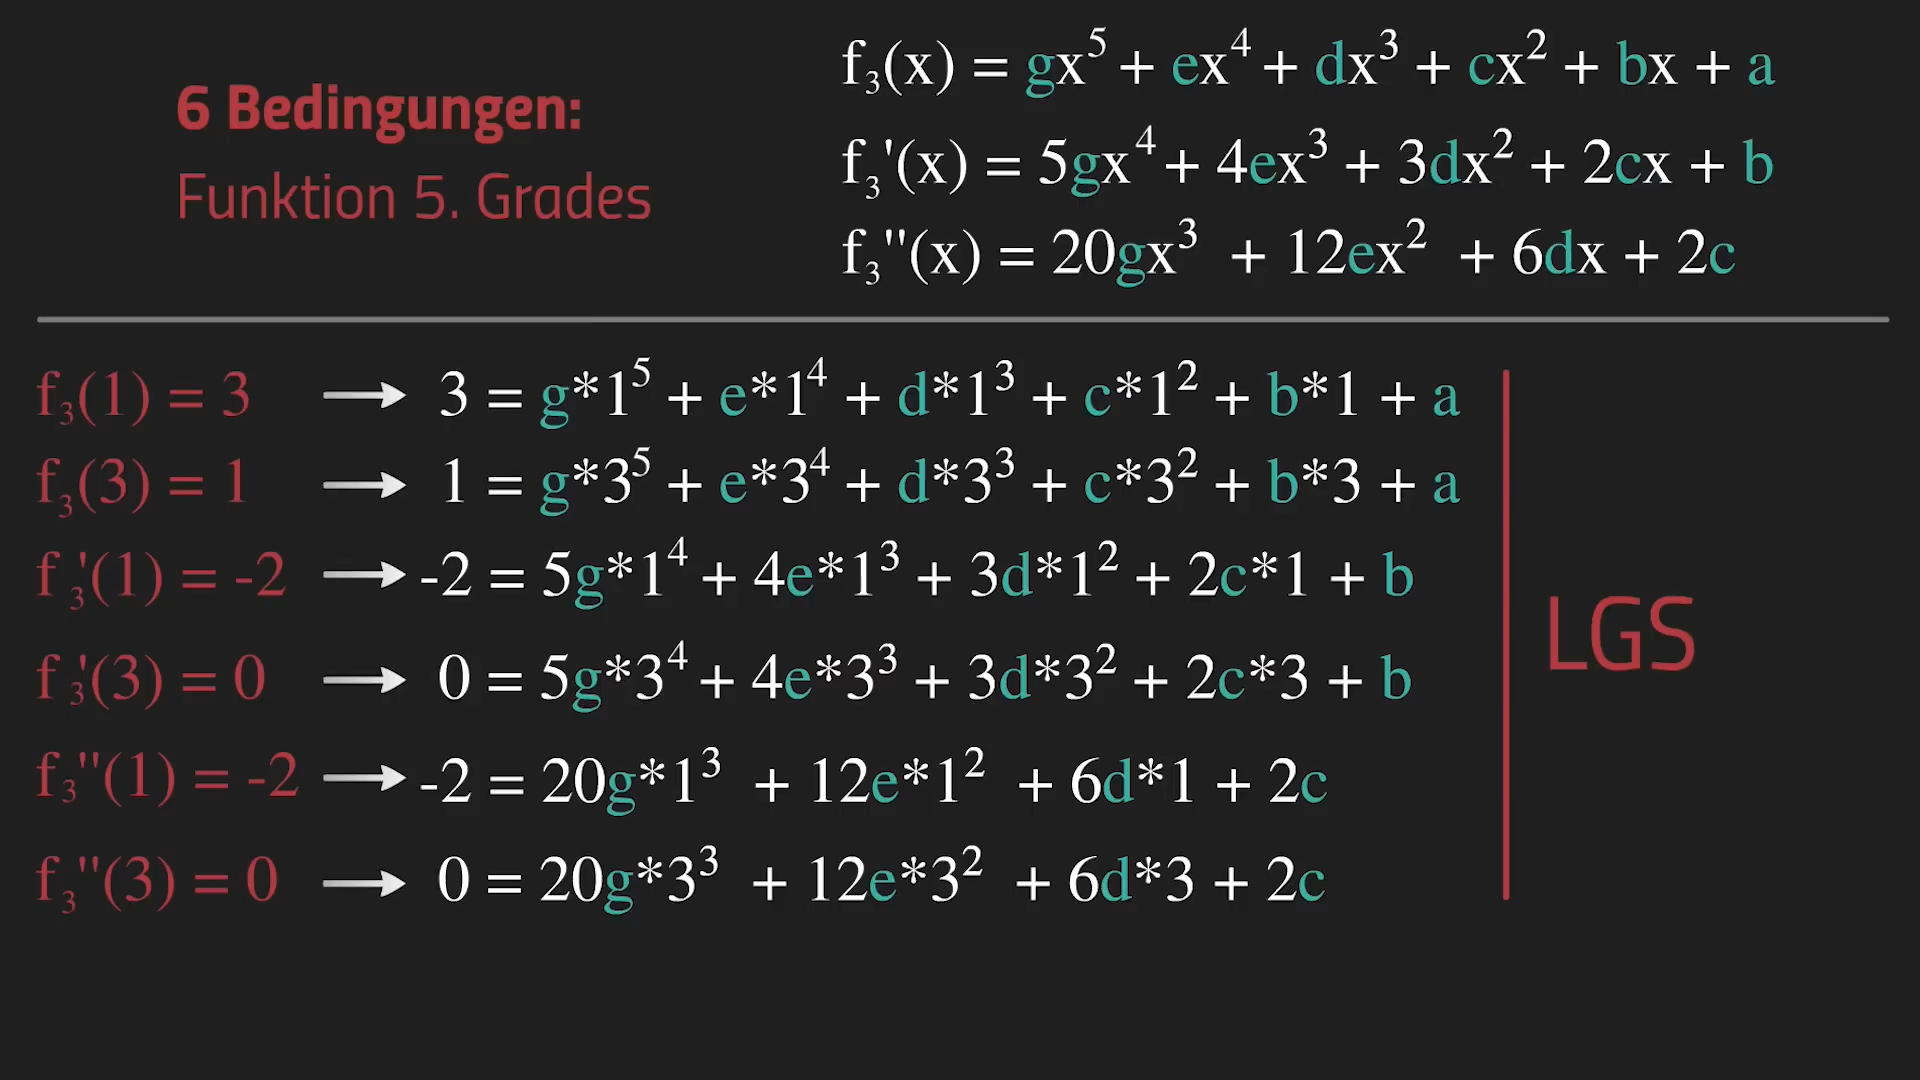 6 Bedingungen:
Funktion 5. Grades
f₃(x) = gx⁵ + ex⁴ + dx³ + cx² + bx + a
f₃'(x) = 5gx⁴ + 4ex³ + 3dx² + 2cx + b
f₃''(x) = 20gx³ + 12ex² + 6dx + 2c
f₃(1) = 3 → 3 = g*1⁵ + e*1⁴ + d*1³ + c*1² + b*1 + a
f₃(3) = 1 → 1 = g*3⁵ + e*3⁴ + d*3³ + c*3² + b*3 + a
f₃'(1) = -2 → -2 = 5g*1⁴ + 4e*1³ + 3d*1² + 2c*1 + b
f₃'(3) = 0 → 0 = 5g*3⁴ + 4e*3³ + 3d*3² + 2c*3 + b
f₃''(1) = -2 → -2 = 20g*1³ + 12e*1² + 6d*1 + 2c
f₃''(3) = 0 → 0 = 20g*3³ + 12e*3² + 6d*3 + 2c
LGS